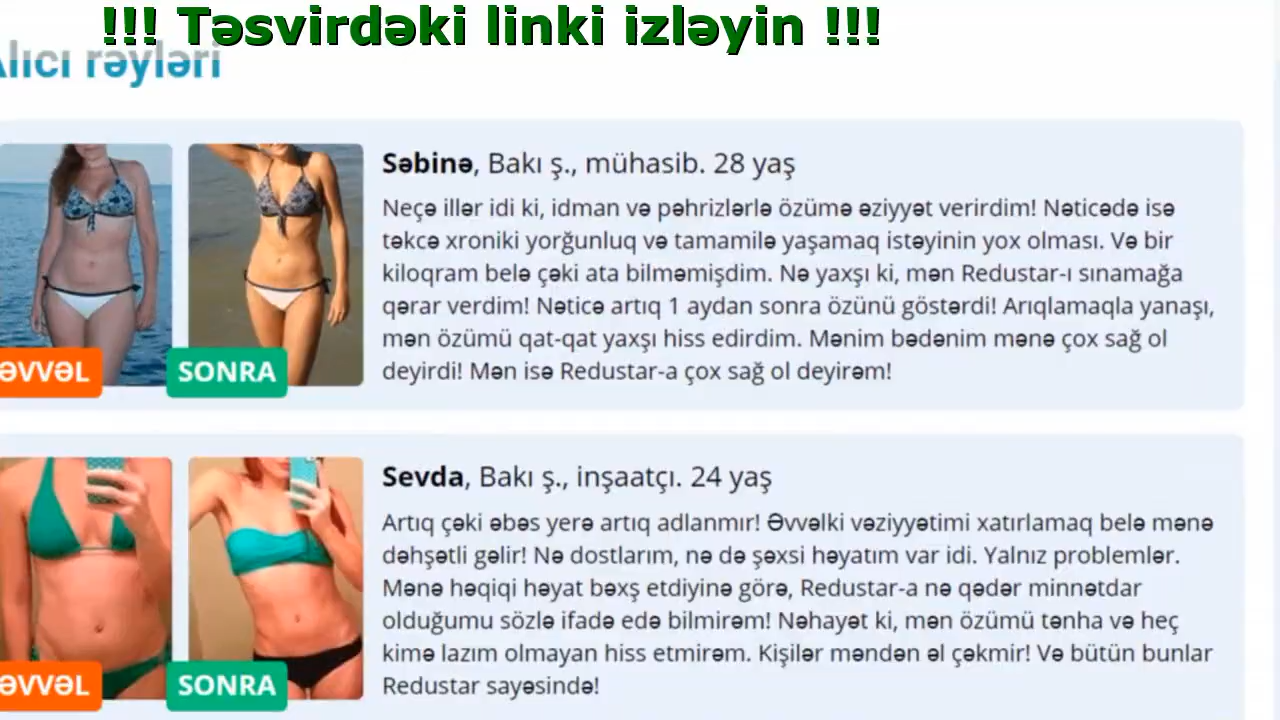 !!! Təsvirdəki linki izləyin !!!
Alıcı rəyləri
Səbinə, Bakı ş., mühasib. 28 yaş
Neçə illər idi ki, idman və pəhrizlərlə özümə əziyyət verirdim! Nəticədə isə
təkcə xroniki yorğunluq və tamamilə yaşamaq istəyinin yox olması. Və bir
kiloqram belə çəki ata bilməmişdim. Nə yaxşı ki, mən Redustar-ı sınamağa
qərar verdim! Nəticə artıq 1 aydan sonra özünü göstərdi! Arıqlamaqla yanaşı,
mən özümü qat-qat yaxşı hiss edirdim. Mənim bədənim mənə çox sağ ol
deyirdi! Mən isə Redustar-a çox sağ ol deyirəm!
ƏVVƏL
SONRA
Sevda, Bakı ş., inşaatçı. 24 yaş
Artıq çəki əbəs yerə artıq adlanmır! Əvvəlki vəziyyətimi xatırlamaq belə mənə
dəhşətli gəlir! Nə dostlarım, nə də şəxsi həyatım var idi. Yalnız problemlər.
Mənə həqiqi həyat bəxş etdiyinə görə, Redustar-a nə qədər minnətdar
olduğumu sözlə ifadə edə bilmirəm! Nəhayət ki, mən özümü tənha və heç
kimə lazım olmayan hiss etmirəm. Kişilər məndən əl çəkmir! Və bütün bunlar
Redustar sayəsində!
ƏVVƏL
SONRA